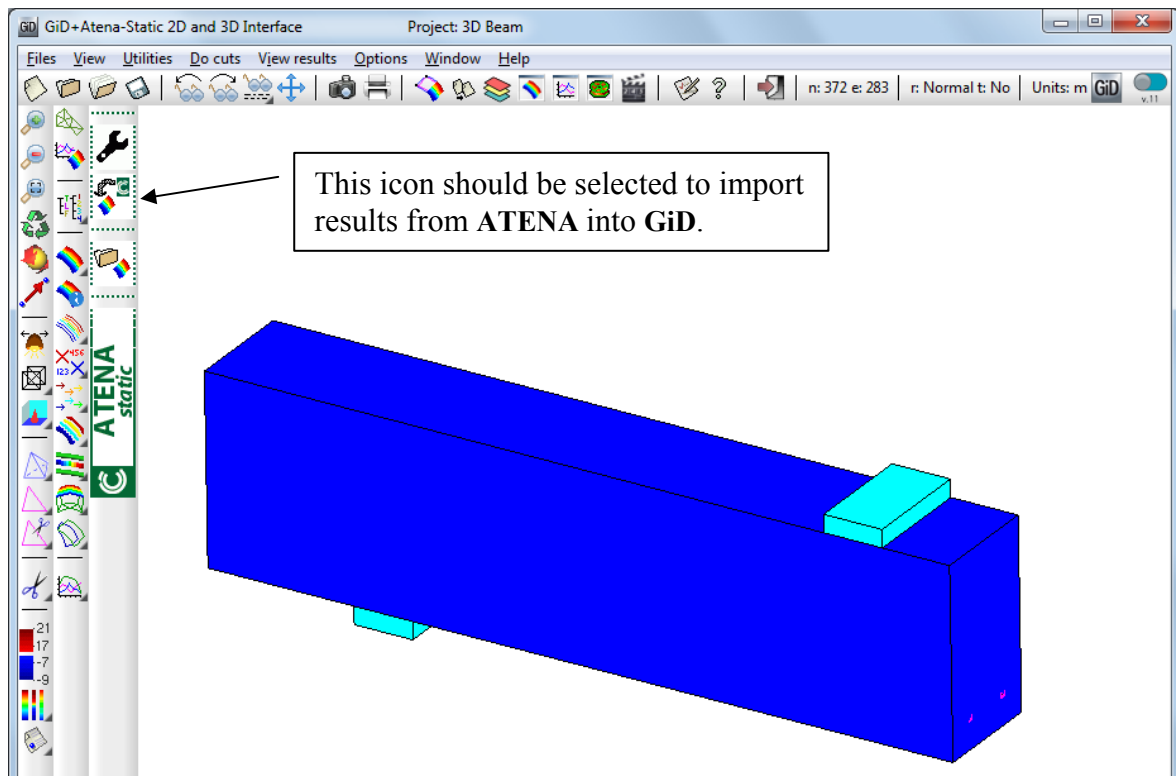 GiD+Atena-Static 2D and 3D Interface Project: 3D Beam
Files View Utilities Do cuts View results Options Window Help
n: 372 e: 283 r: Normal t: No Units: m GiD
v.11
This icon should be selected to import
results from ATENA into GiD.
ATENA
static
456
123
21
17
-7
-9